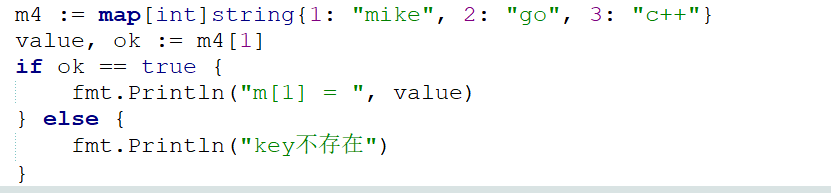 m4 := map[int]string{1: "mike", 2: "go", 3: "c++"}
value, ok := m4[1]
if ok == true {
    fmt.Println("m[1] = ", value)
} else {
    fmt.Println("key不存在")
}